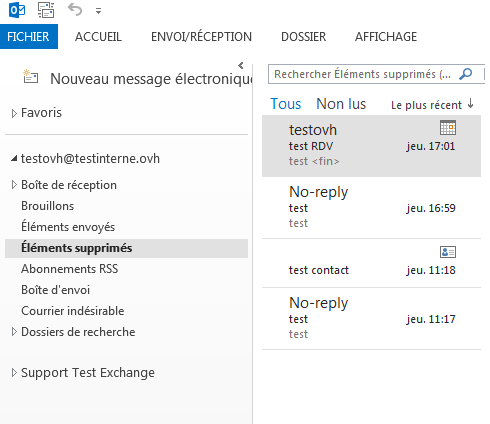 FICHIER ACCUEIL ENVOI/RÉCEPTION DOSSIER AFFICHAGE
Nouveau message électronique
Favoris
testovh@testinterne.ovh
Boîte de réception
Brouillons
Éléments envoyés
Éléments supprimés
Abonnements RSS
Boîte d'envoi
Courrier indésirable
Dossiers de recherche
Support Test Exchange
Rechercher Éléments supprimés (...
Tous Non lus Le plus récent
testovh
test RDV jeu. 17:01
test <fin>
No-reply
test jeu. 16:59
test
test contact jeu. 11:18
No-reply
test jeu. 11:17
test